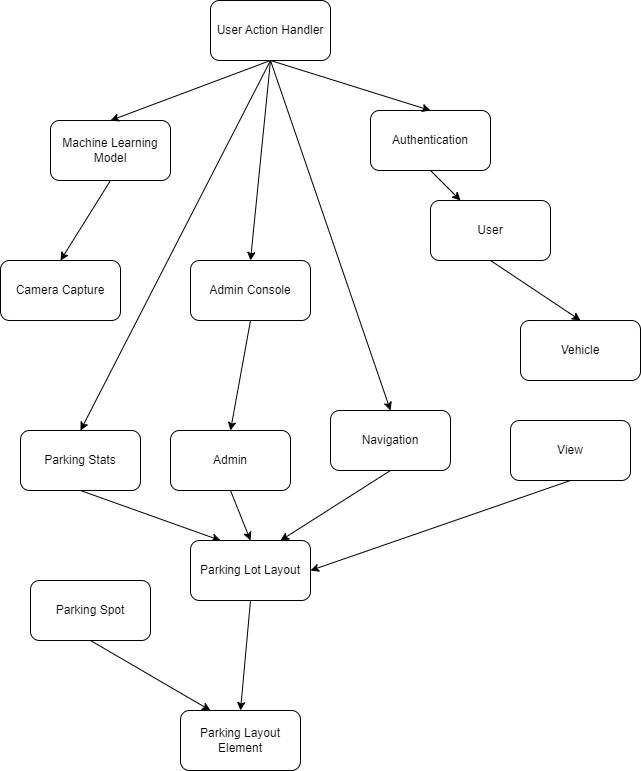 User Action Handler
Machine Learning
Model
Authentication
User
Camera Capture
Admin Console
Vehicle
Parking Stats
Admin
Navigation
View
Parking Lot Layout
Parking Spot
Parking Layout
Element